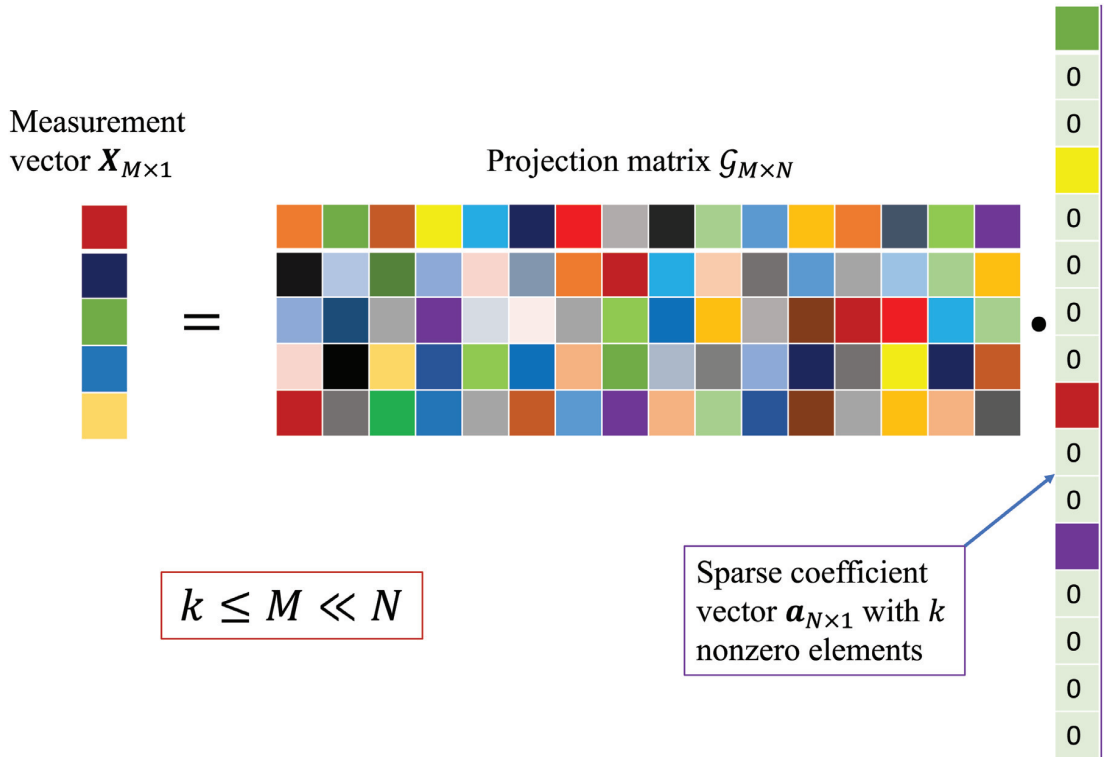 Measurement
vector X_{M×1}
Projection matrix 𝒢_{M×N}
=
•
0
0
0
0
0
0
0
0
0
0
0
0
Sparse coefficient
vector a_{N×1} with k
nonzero elements
k ≤ M ≪ N